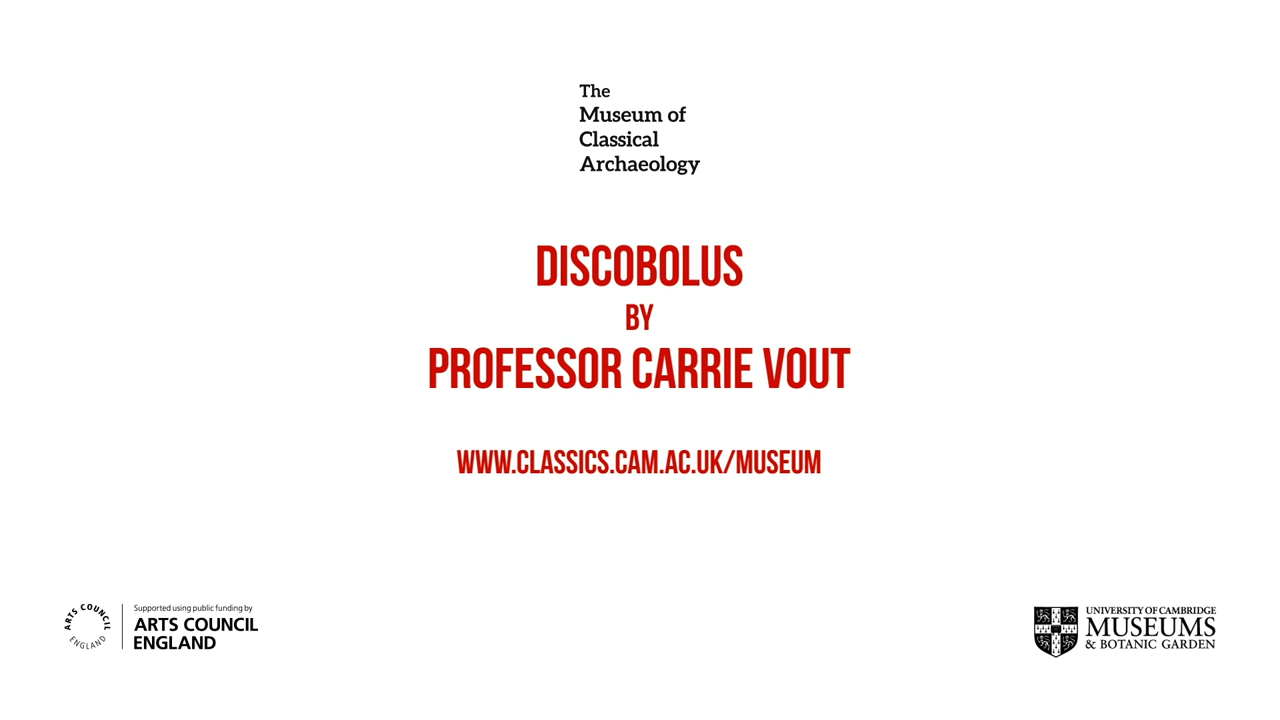 The
Museum of
Classical
Archaeology
DISCOBOLUS
BY
PROFESSOR CARRIE VOUT
WWW.CLASSICS.CAM.AC.UK/MUSEUM
ARTS COUNCIL
ENGLAND
Supported using public funding by
ARTS COUNCIL
ENGLAND
UNIVERSITY OF CAMBRIDGE
MUSEUMS
& BOTANIC GARDEN